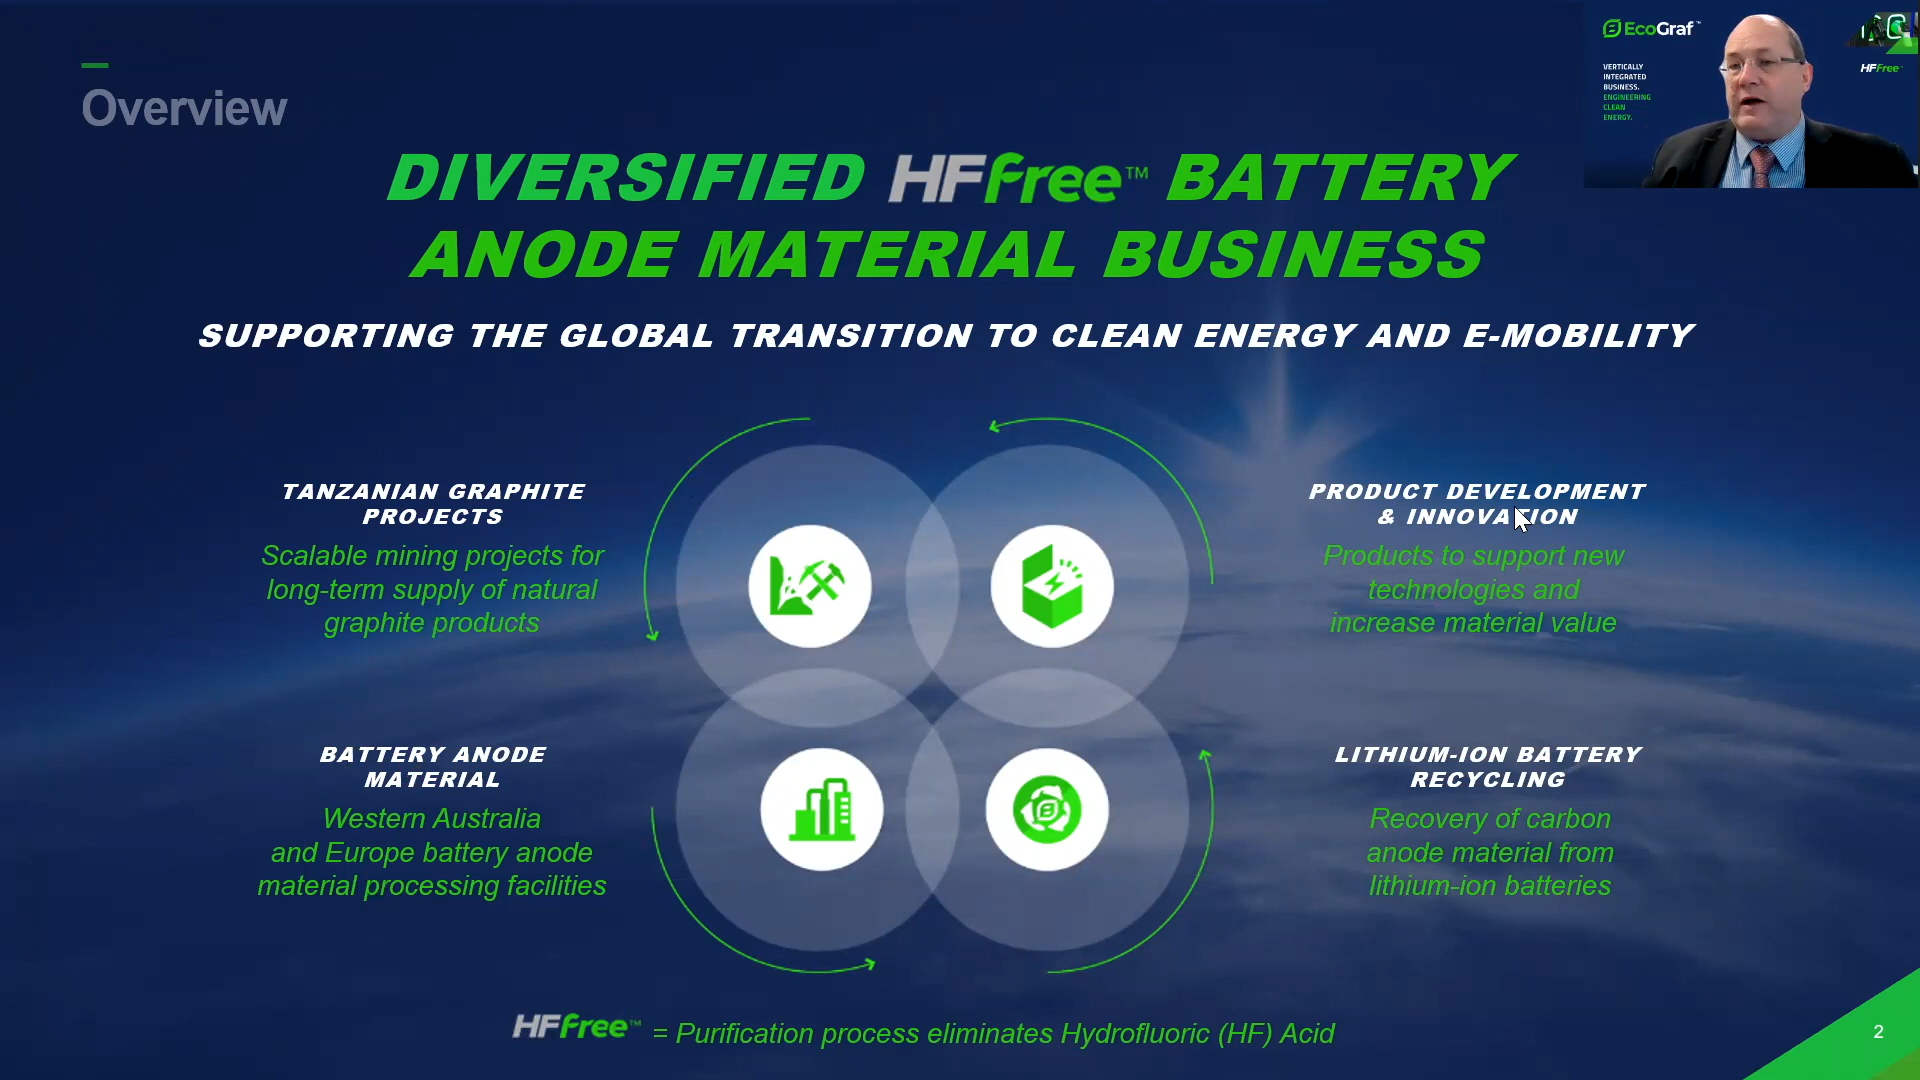 Overview
EcoGraf™
VERTICALLY
INTEGRATED
BUSINESS.
ENGINEERING
CLEAN
ENERGY.
HFfree
DIVERSIFIED HFfree™ BATTERY
ANODE MATERIAL BUSINESS
SUPPORTING THE GLOBAL TRANSITION TO CLEAN ENERGY AND E-MOBILITY
TANZANIAN GRAPHITE
PROJECTS
Scalable mining projects for
long-term supply of natural
graphite products
PRODUCT DEVELOPMENT
& INNOVATION
Products to support new
technologies and
increase material value
BATTERY ANODE
MATERIAL
Western Australia
and Europe battery anode
material processing facilities
LITHIUM-ION BATTERY
RECYCLING
Recovery of carbon
anode material from
lithium-ion batteries
HFfree™ = Purification process eliminates Hydrofluoric (HF) Acid
2